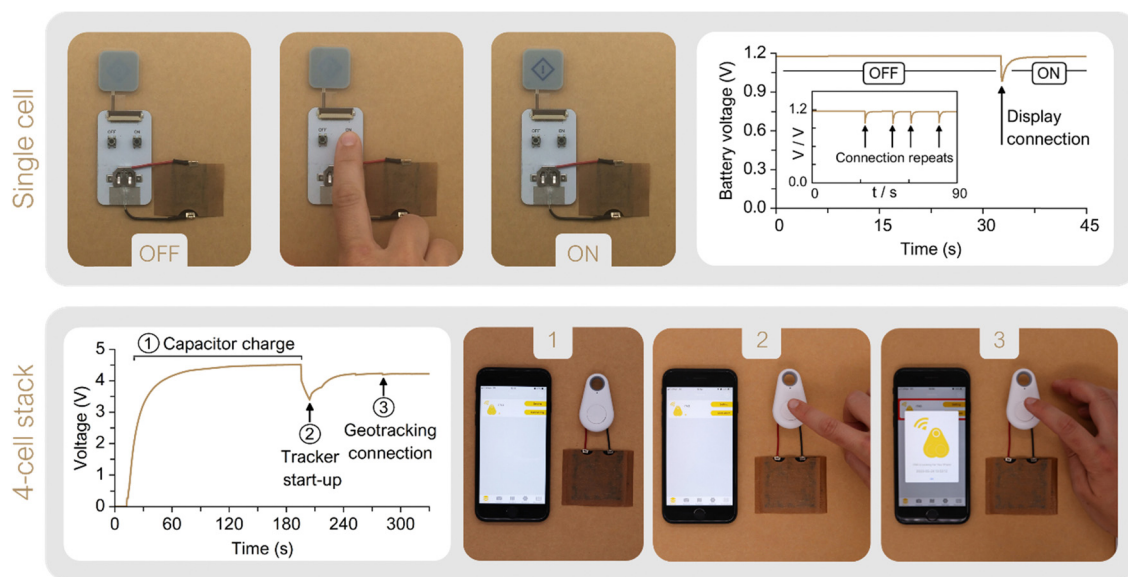 Single cell
OFF
ON
OFF
ON
OFF
ON
OFF
ON
ON
Battery voltage (V)
1.2
0.9
0.6
0.3
0.0
0
15
30
45
Time (s)
OFF
ON
Display
connection
V / V
1.2
0.0
0
90
t / s
Connection repeats
4-cell stack
Voltage (V)
5
4
3
2
1
0
0
60
120
180
240
300
Time (s)
① Capacitor charge
②
Tracker
start-up
③
Geotracking
connection
1
2
3